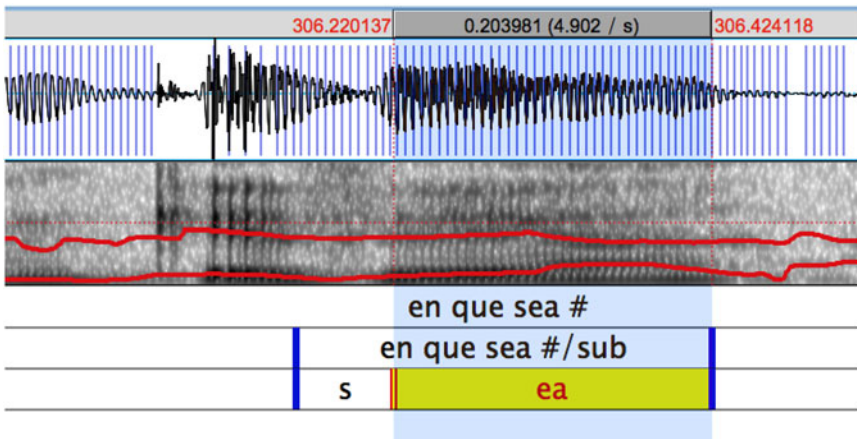 306.220137 0.203981 (4.902 / s) 306.424118
en que sea #
en que sea #/sub
s ea